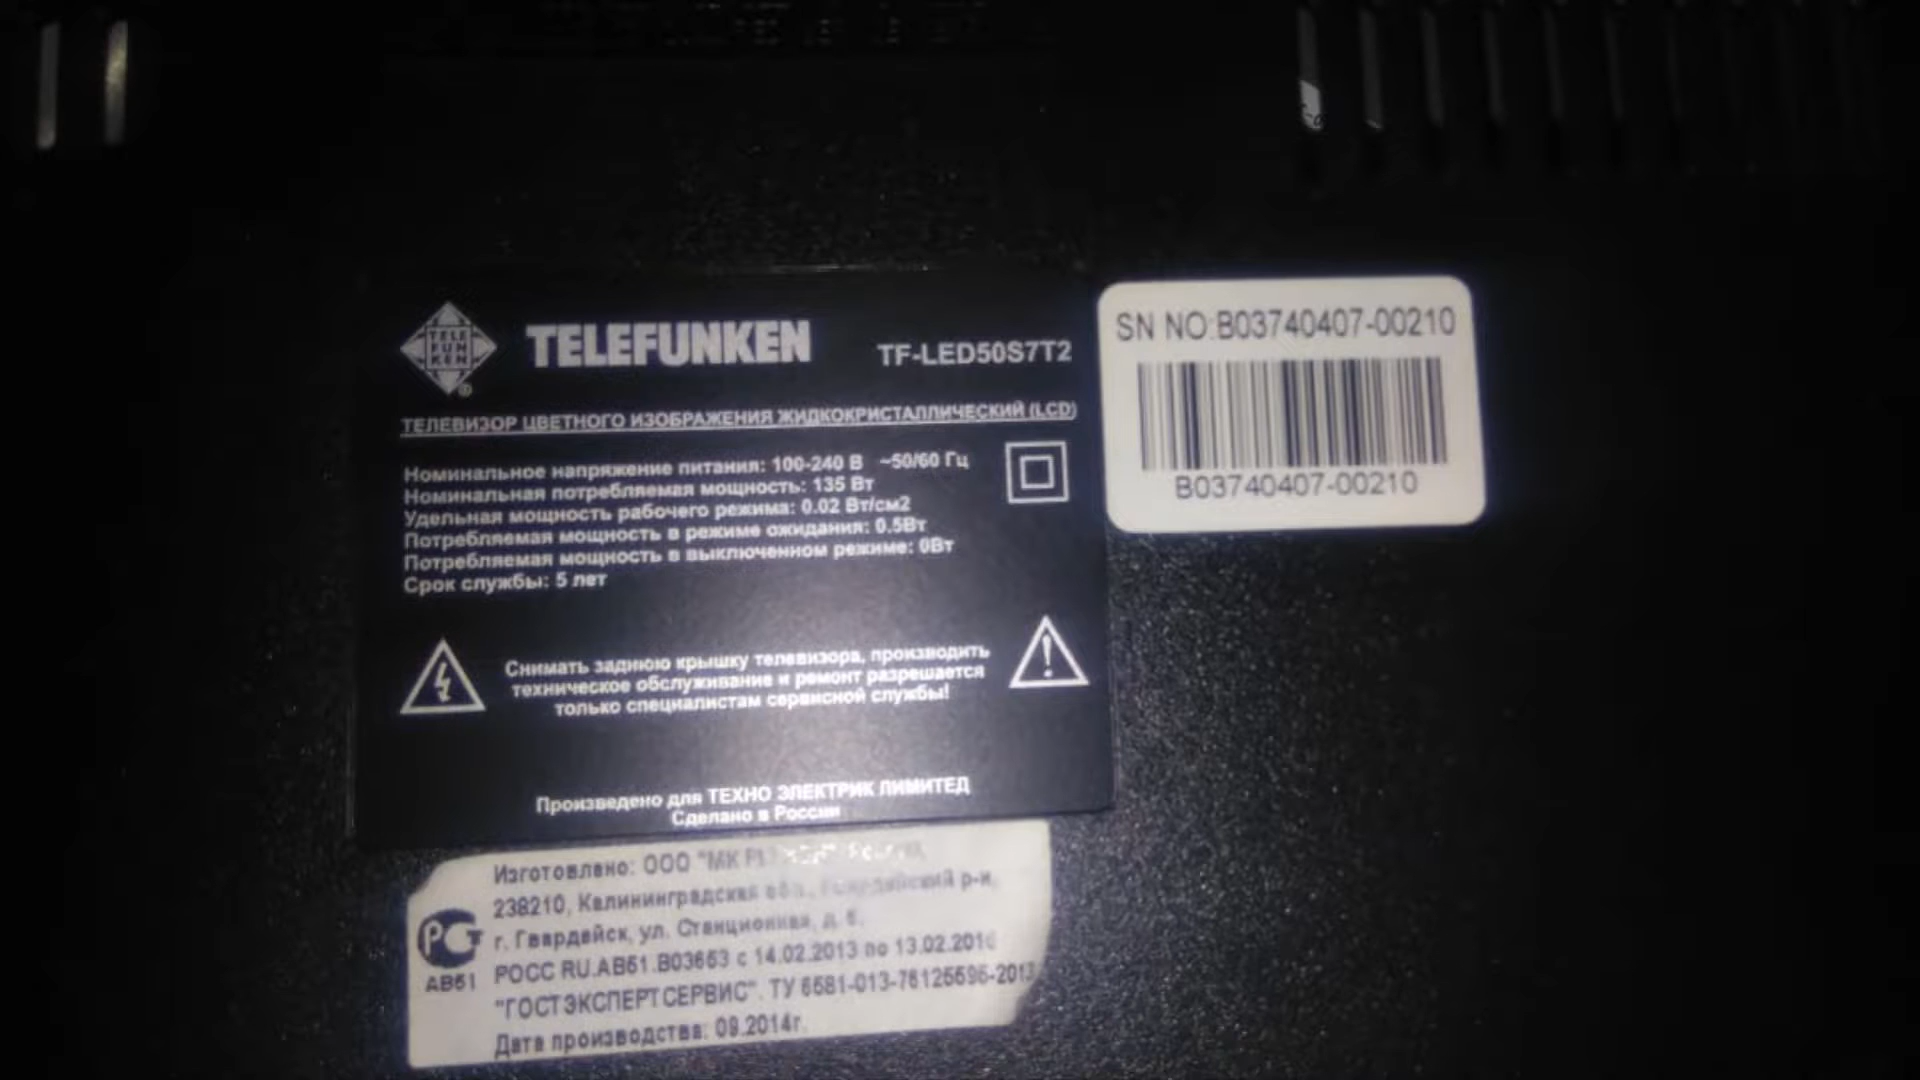 TELE
FUN
KEN
®
TELEFUNKEN TF-LED50S7T2
ТЕЛЕВИЗОР ЦВЕТНОГО ИЗОБРАЖЕНИЯ ЖИДКОКРИСТАЛЛИЧЕСКИЙ (LCD)
Номинальное напряжение питания: 100-240 В ~50/60 Гц
Номинальная потребляемая мощность: 135 Вт
Удельная мощность рабочего режима: 0.02 Вт/см2
Потребляемая мощность в режиме ожидания: 0.5Вт
Потребляемая мощность в выключенном режиме: 0Вт
Срок службы: 5 лет
Снимать заднюю крышку телевизора, производить
техническое обслуживание и ремонт разрешается
только специалистам сервисной службы!
Произведено для ТЕХНО ЭЛЕКТРИК ЛИМИТЕД
Сделано в России
SN NO:B03740407-00210
B03740407-00210
Изготовлено: ООО "МК
238210, Калининградская обл., Гвардейский р-н,
г. Гвардейск, ул. Станционная, д. 6.
РОСС RU.АВ51.В03653 с 14.02.2013 по 13.02.2016
"ГОСТЭКСПЕРТСЕРВИС". ТУ 6581-013-76125596-2013
Дата производства: 09.2014г.
АВ51